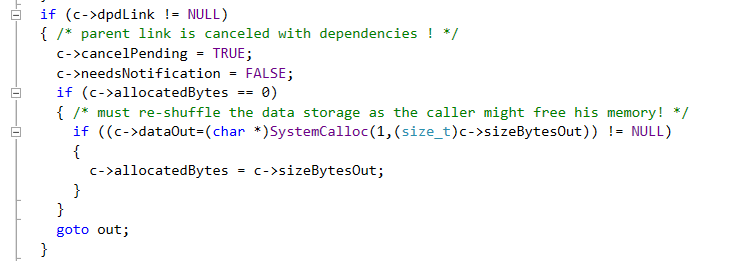 if (c->dpdLink != NULL)
{ /* parent link is canceled with dependencies ! */
c->cancelPending = TRUE;
c->needsNotification = FALSE;
if (c->allocatedBytes == 0)
{ /* must re-shuffle the data storage as the caller might free his memory! */
if ((c->dataOut=(char *)SystemCalloc(1,(size_t)c->sizeBytesOut)) != NULL)
{
c->allocatedBytes = c->sizeBytesOut;
}
}
goto out;
}